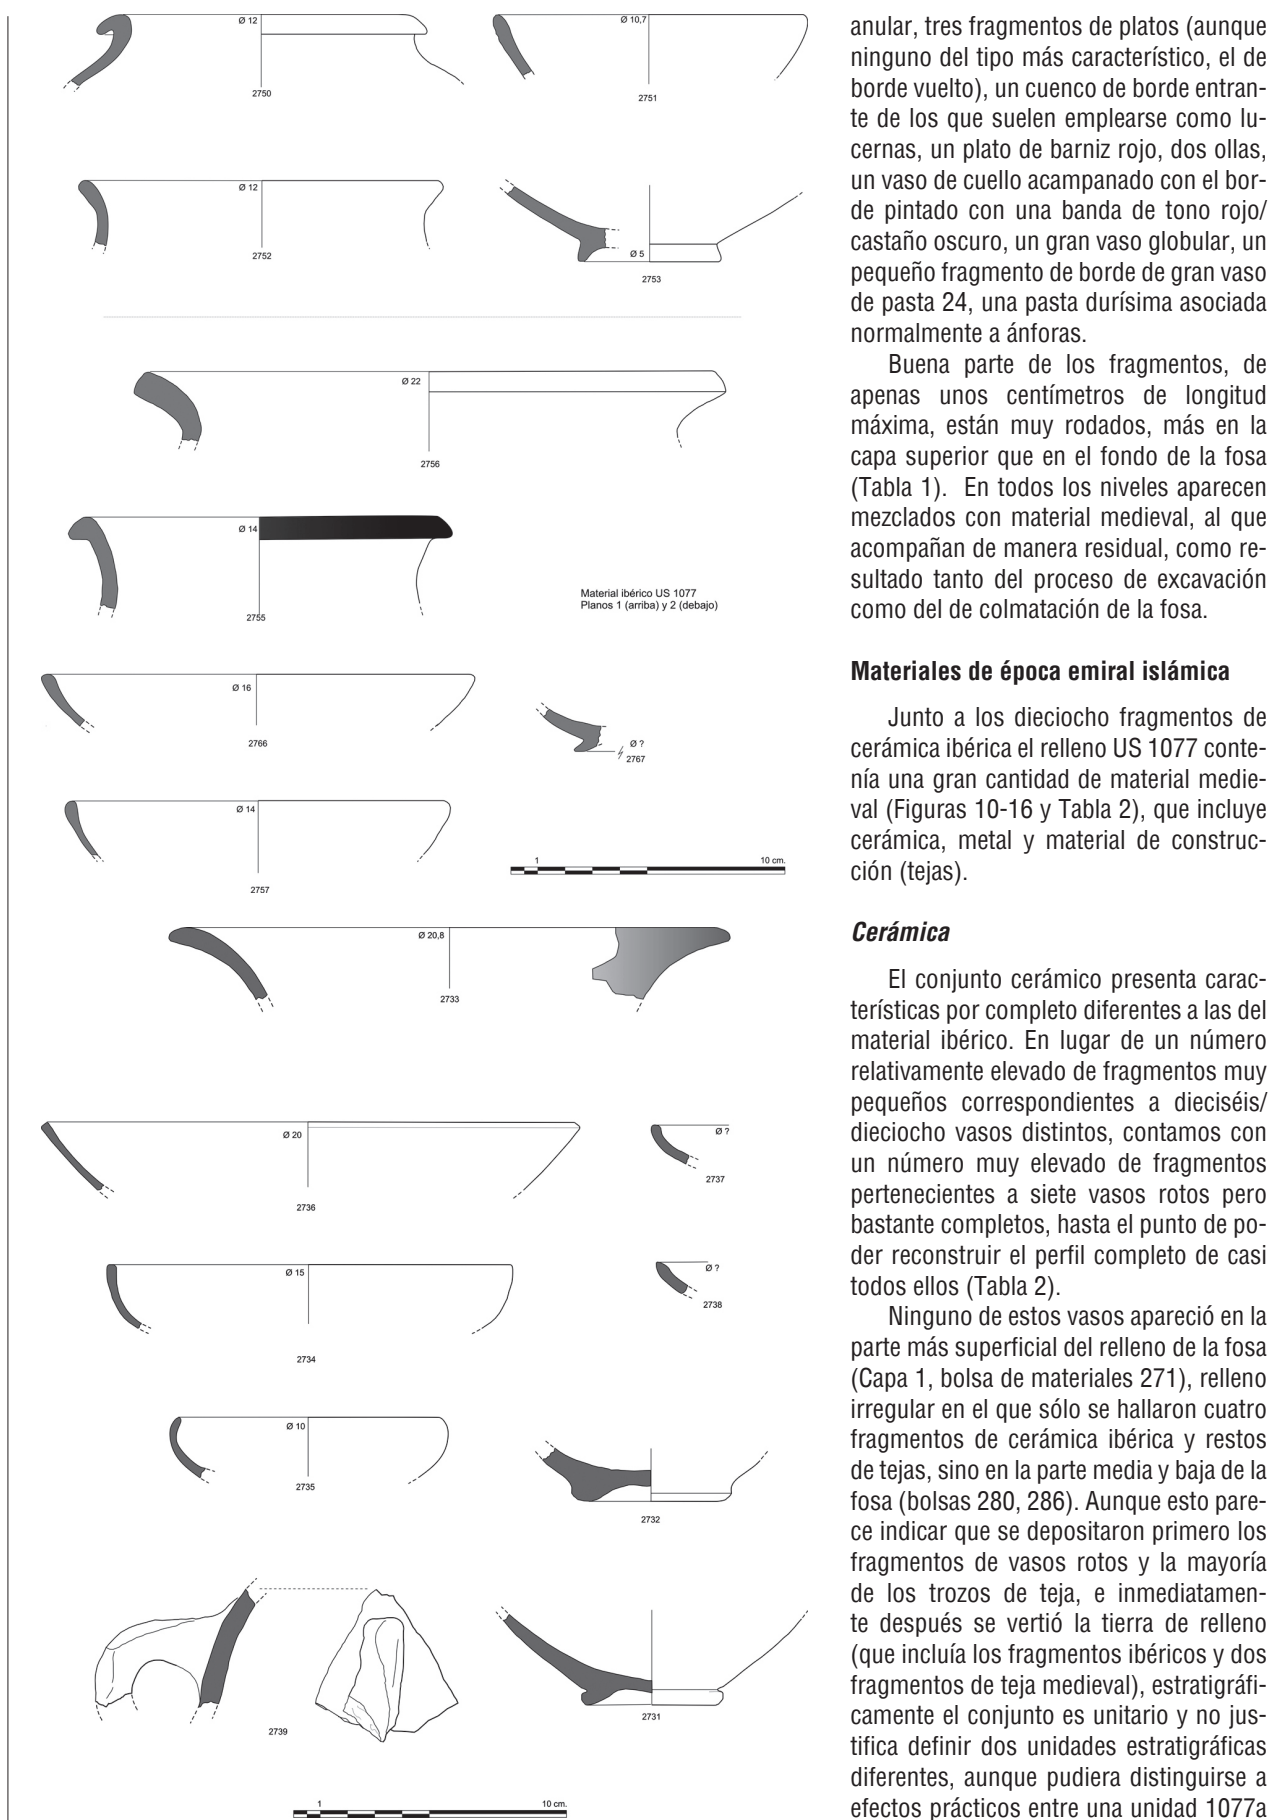 Ø 12
2750
Ø 10,7
2751
Ø 12
2752
Ø 5
2753
Ø 22
2756
Ø 14
2755
Material ibérico US 1077
Planos 1 (arriba) y 2 (debajo)
Ø 16
2766
Ø ?
2767
Ø 14
2757
1 10 cm.
Ø 20,8
2733
Ø 20
2736
Ø ?
2737
Ø 15
2734
Ø ?
2738
Ø 10
2735
2732
2739
2731
1 10 cm.
anular, tres fragmentos de platos (aunque
ninguno del tipo más característico, el de
borde vuelto), un cuenco de borde entran-
te de los que suelen emplearse como lu-
cernas, un plato de barniz rojo, dos ollas,
un vaso de cuello acampanado con el bor-
de pintado con una banda de tono rojo/
castaño oscuro, un gran vaso globular, un
pequeño fragmento de borde de gran vaso
de pasta 24, una pasta durísima asociada
normalmente a ánforas.
Buena parte de los fragmentos, de
apenas unos centímetros de longitud
máxima, están muy rodados, más en la
capa superior que en el fondo de la fosa
(Tabla 1). En todos los niveles aparecen
mezclados con material medieval, al que
acompañan de manera residual, como re-
sultado tanto del proceso de excavación
como del de colmatación de la fosa.
Materiales de época emiral islámica
Junto a los dieciocho fragmentos de
cerámica ibérica el relleno US 1077 conte-
nía una gran cantidad de material medie-
val (Figuras 10-16 y Tabla 2), que incluye
cerámica, metal y material de construc-
ción (tejas).
Cerámica
El conjunto cerámico presenta carac-
terísticas por completo diferentes a las del
material ibérico. En lugar de un número
relativamente elevado de fragmentos muy
pequeños correspondientes a dieciséis/
dieciocho vasos distintos, contamos con
un número muy elevado de fragmentos
pertenecientes a siete vasos rotos pero
bastante completos, hasta el punto de po-
der reconstruir el perfil completo de casi
todos ellos (Tabla 2).
Ninguno de estos vasos apareció en la
parte más superficial del relleno de la fosa
(Capa 1, bolsa de materiales 271), relleno
irregular en el que sólo se hallaron cuatro
fragmentos de cerámica ibérica y restos
de tejas, sino en la parte media y baja de la
fosa (bolsas 280, 286). Aunque esto pare-
ce indicar que se depositaron primero los
fragmentos de vasos rotos y la mayoría
de los trozos de teja, e inmediatamen-
te después se vertió la tierra de relleno
(que incluía los fragmentos ibéricos y dos
fragmentos de teja medieval), estratigráfi-
camente el conjunto es unitario y no jus-
tifica definir dos unidades estratigráficas
diferentes, aunque pudiera distinguirse a
efectos prácticos entre una unidad 1077a